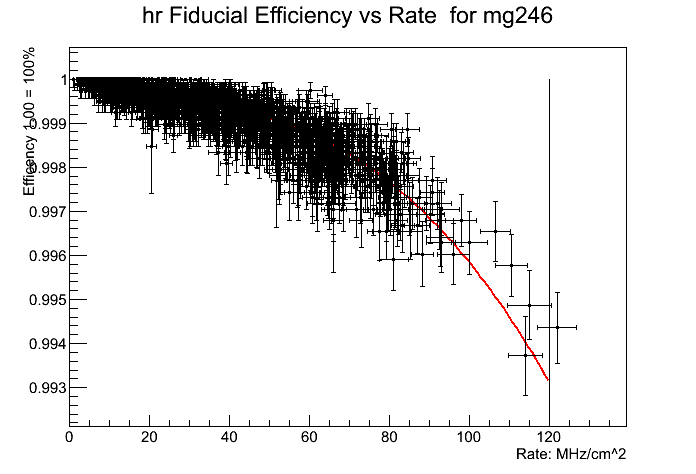 hr Fiducial Efficiency vs Rate for mg246
Efficency 1.00 = 100%
1
0.999
0.998
0.997
0.996
0.995
0.994
0.993
0 20 40 60 80 100 120
Rate: MHz/cm^2